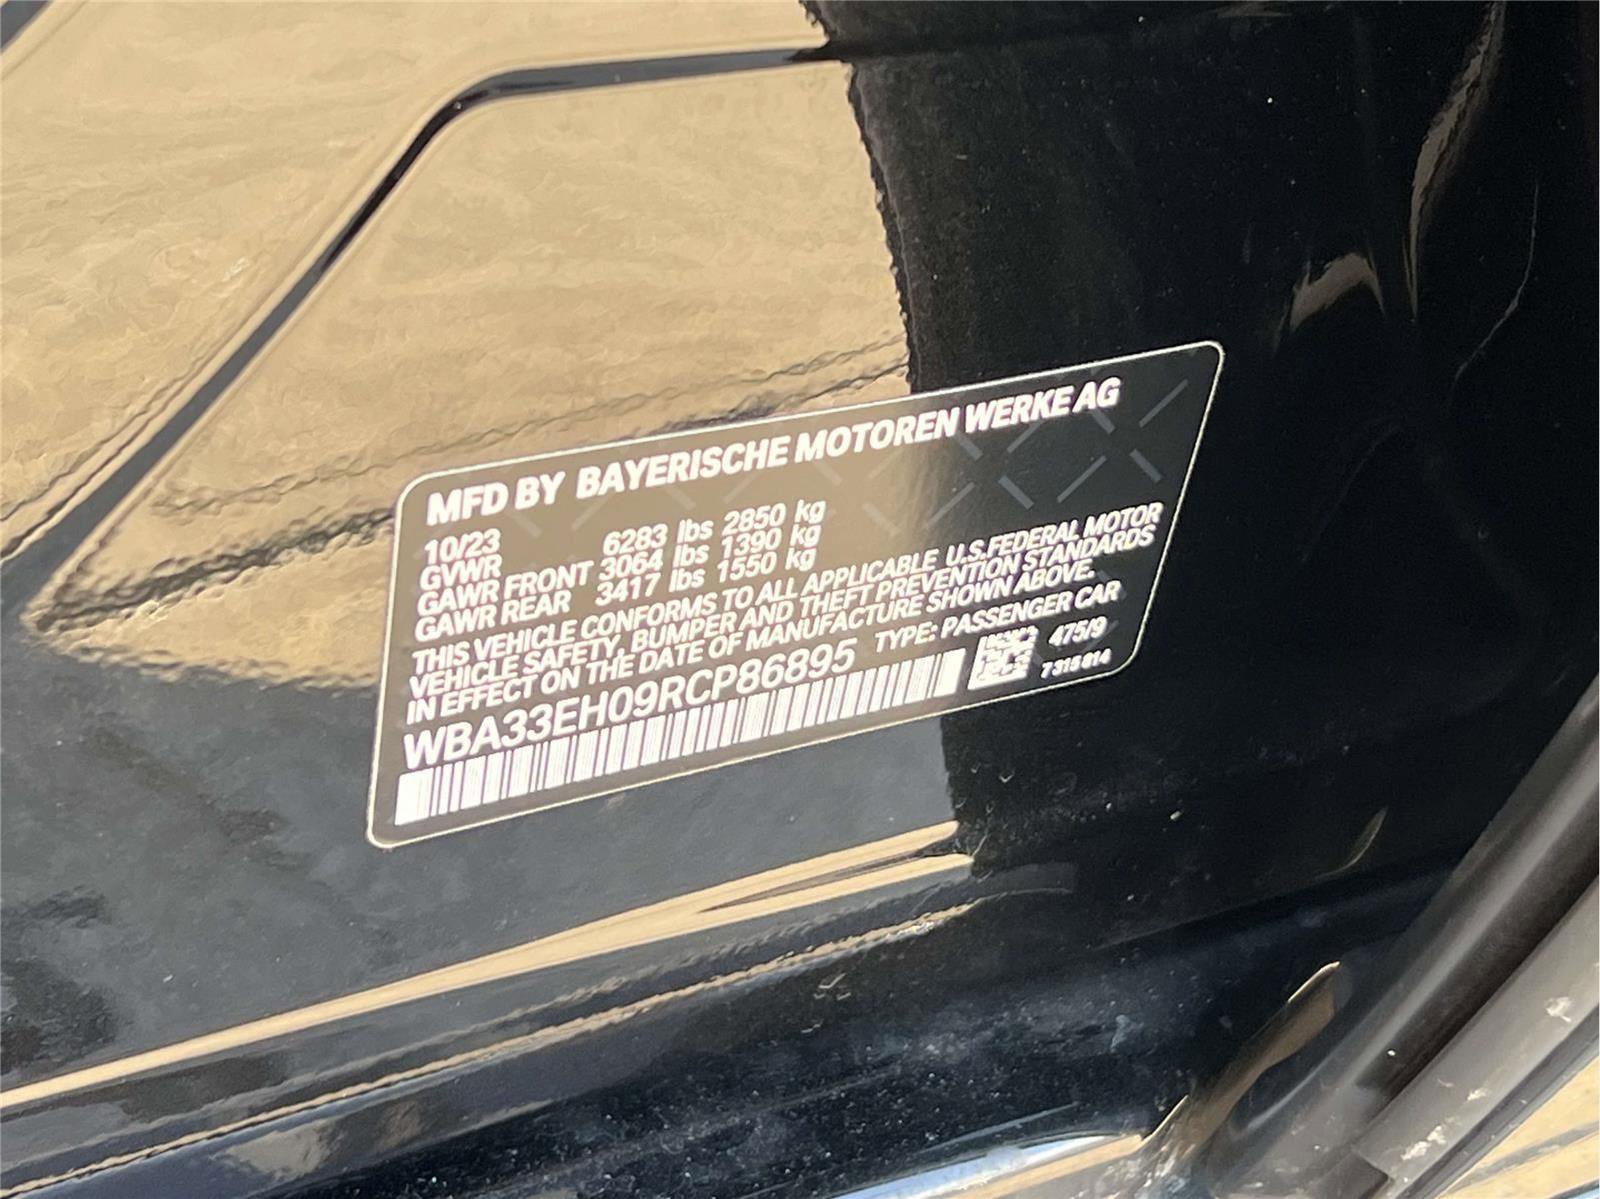 MFD BY BAYERISCHE MOTOREN WERKE AG
10/23
GVWR 6283 lbs 2850 kg
GAWR FRONT 3064 lbs 1390 kg
GAWR REAR 3417 lbs 1550 kg
THIS VEHICLE CONFORMS TO ALL APPLICABLE U.S.FEDERAL MOTOR
VEHICLE SAFETY, BUMPER AND THEFT PREVENTION STANDARDS
IN EFFECT ON THE DATE OF MANUFACTURE SHOWN ABOVE.
WBA33EH09RCP86895 TYPE: PASSENGER CAR
475/9
7315814